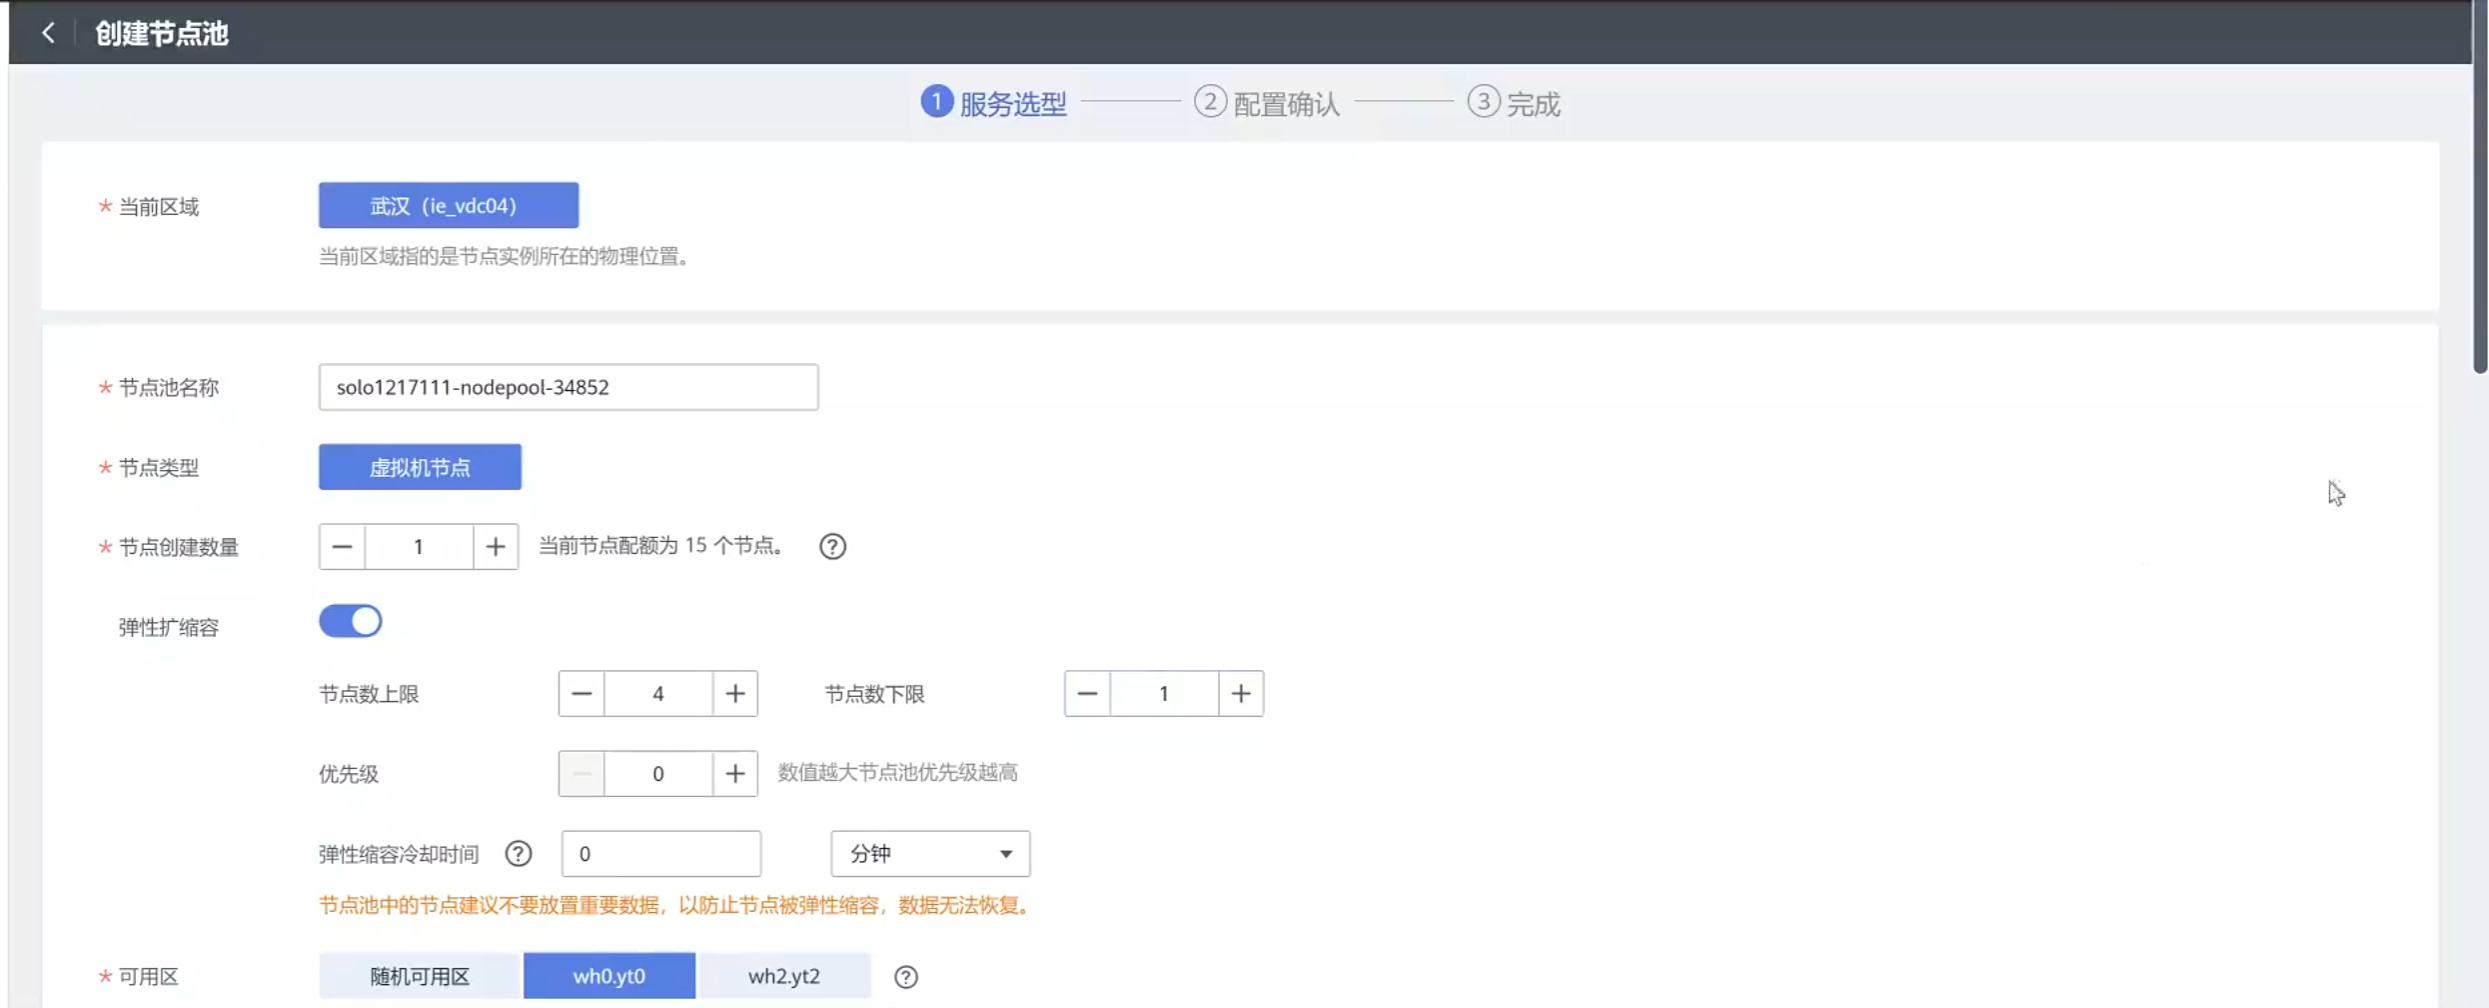 创建节点池
1 服务选型 2 配置确认 3 完成
* 当前区域 武汉（ie_vdc04）
当前区域指的是节点实例所在的物理位置。
* 节点池名称 solo1217111-nodepool-34852
* 节点类型 虚拟机节点
* 节点创建数量 — 1 + 当前节点配额为 15 个节点。 ?
弹性扩缩容
节点数上限 — 4 + 节点数下限 — 1 +
优先级 — 0 + 数值越大节点池优先级越高
弹性缩容冷却时间 ? 0 分钟
节点池中的节点建议不要放置重要数据，以防止节点被弹性缩容，数据无法恢复。
* 可用区 随机可用区 wh0.yt0 wh2.yt2 ?